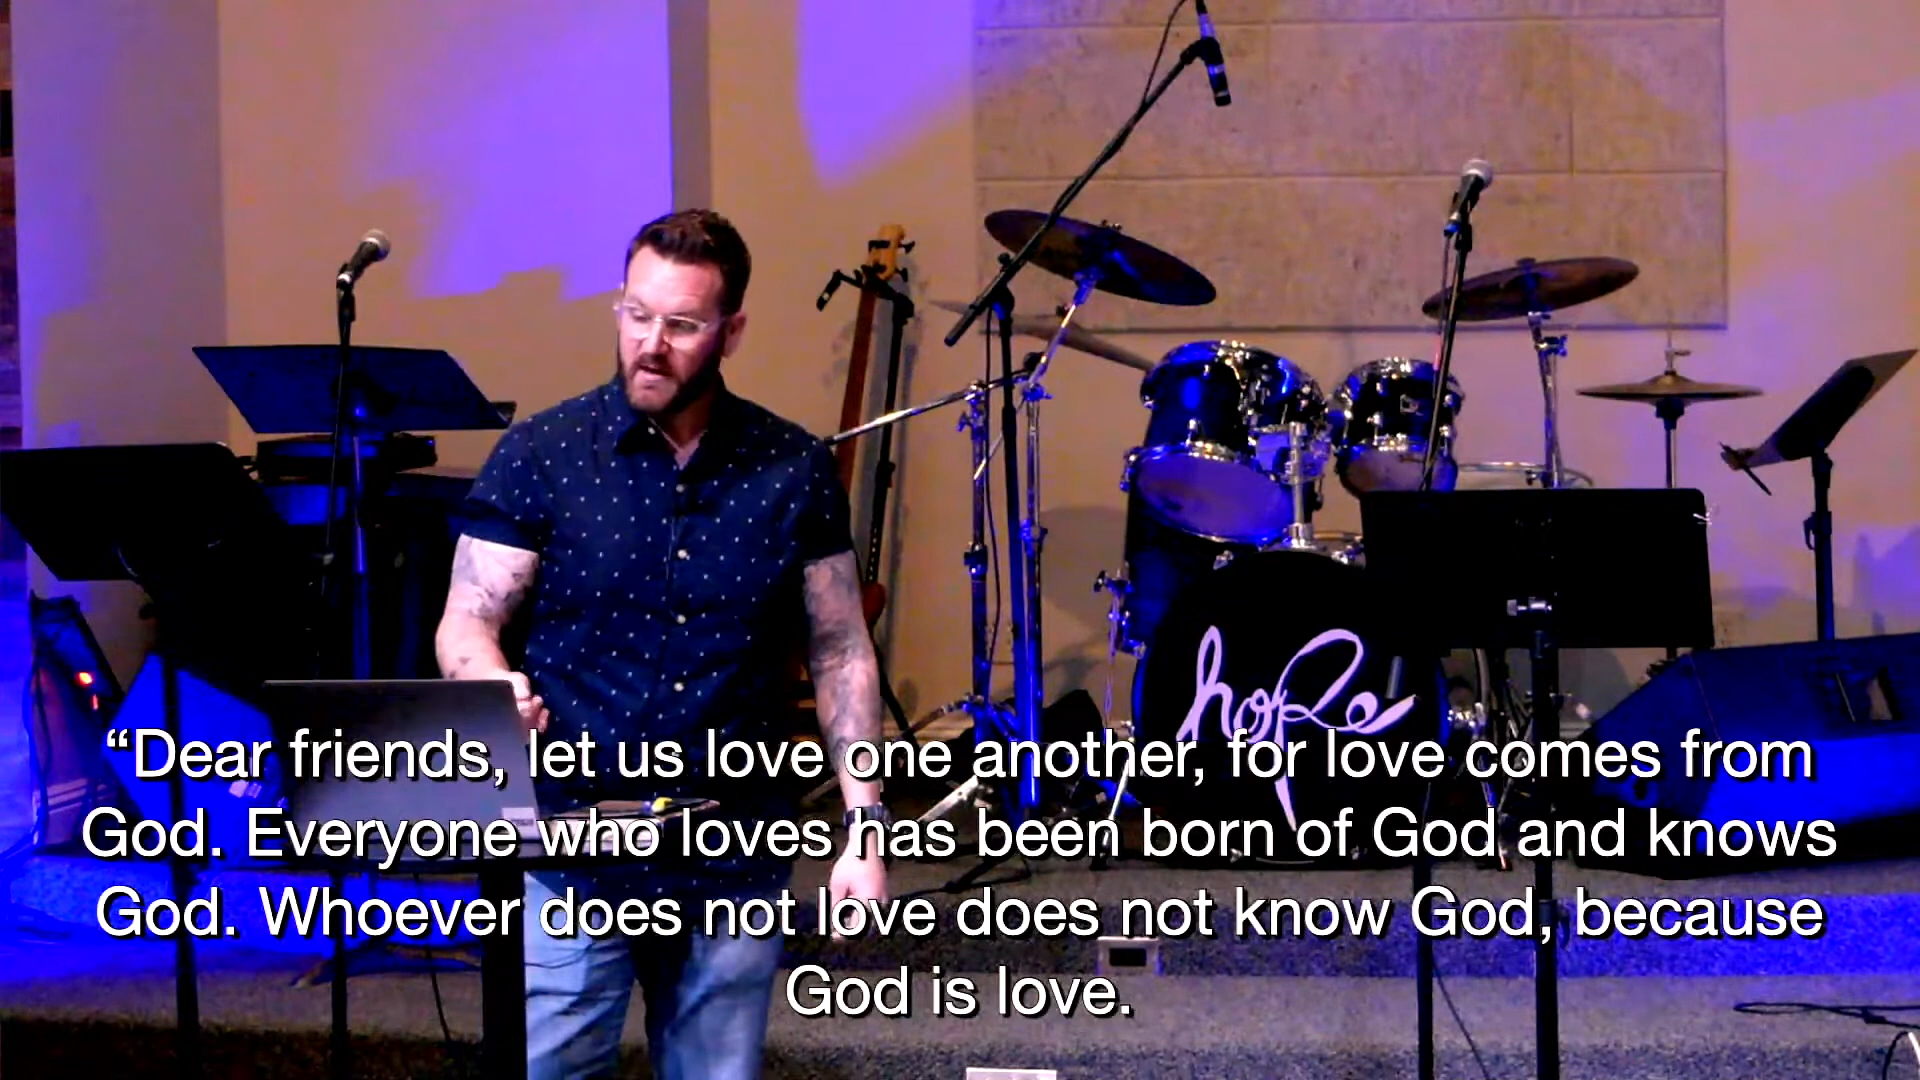 hope
“Dear friends, let us love one another, for love comes from
God. Everyone who loves has been born of God and knows
God. Whoever does not love does not know God, because
God is love.